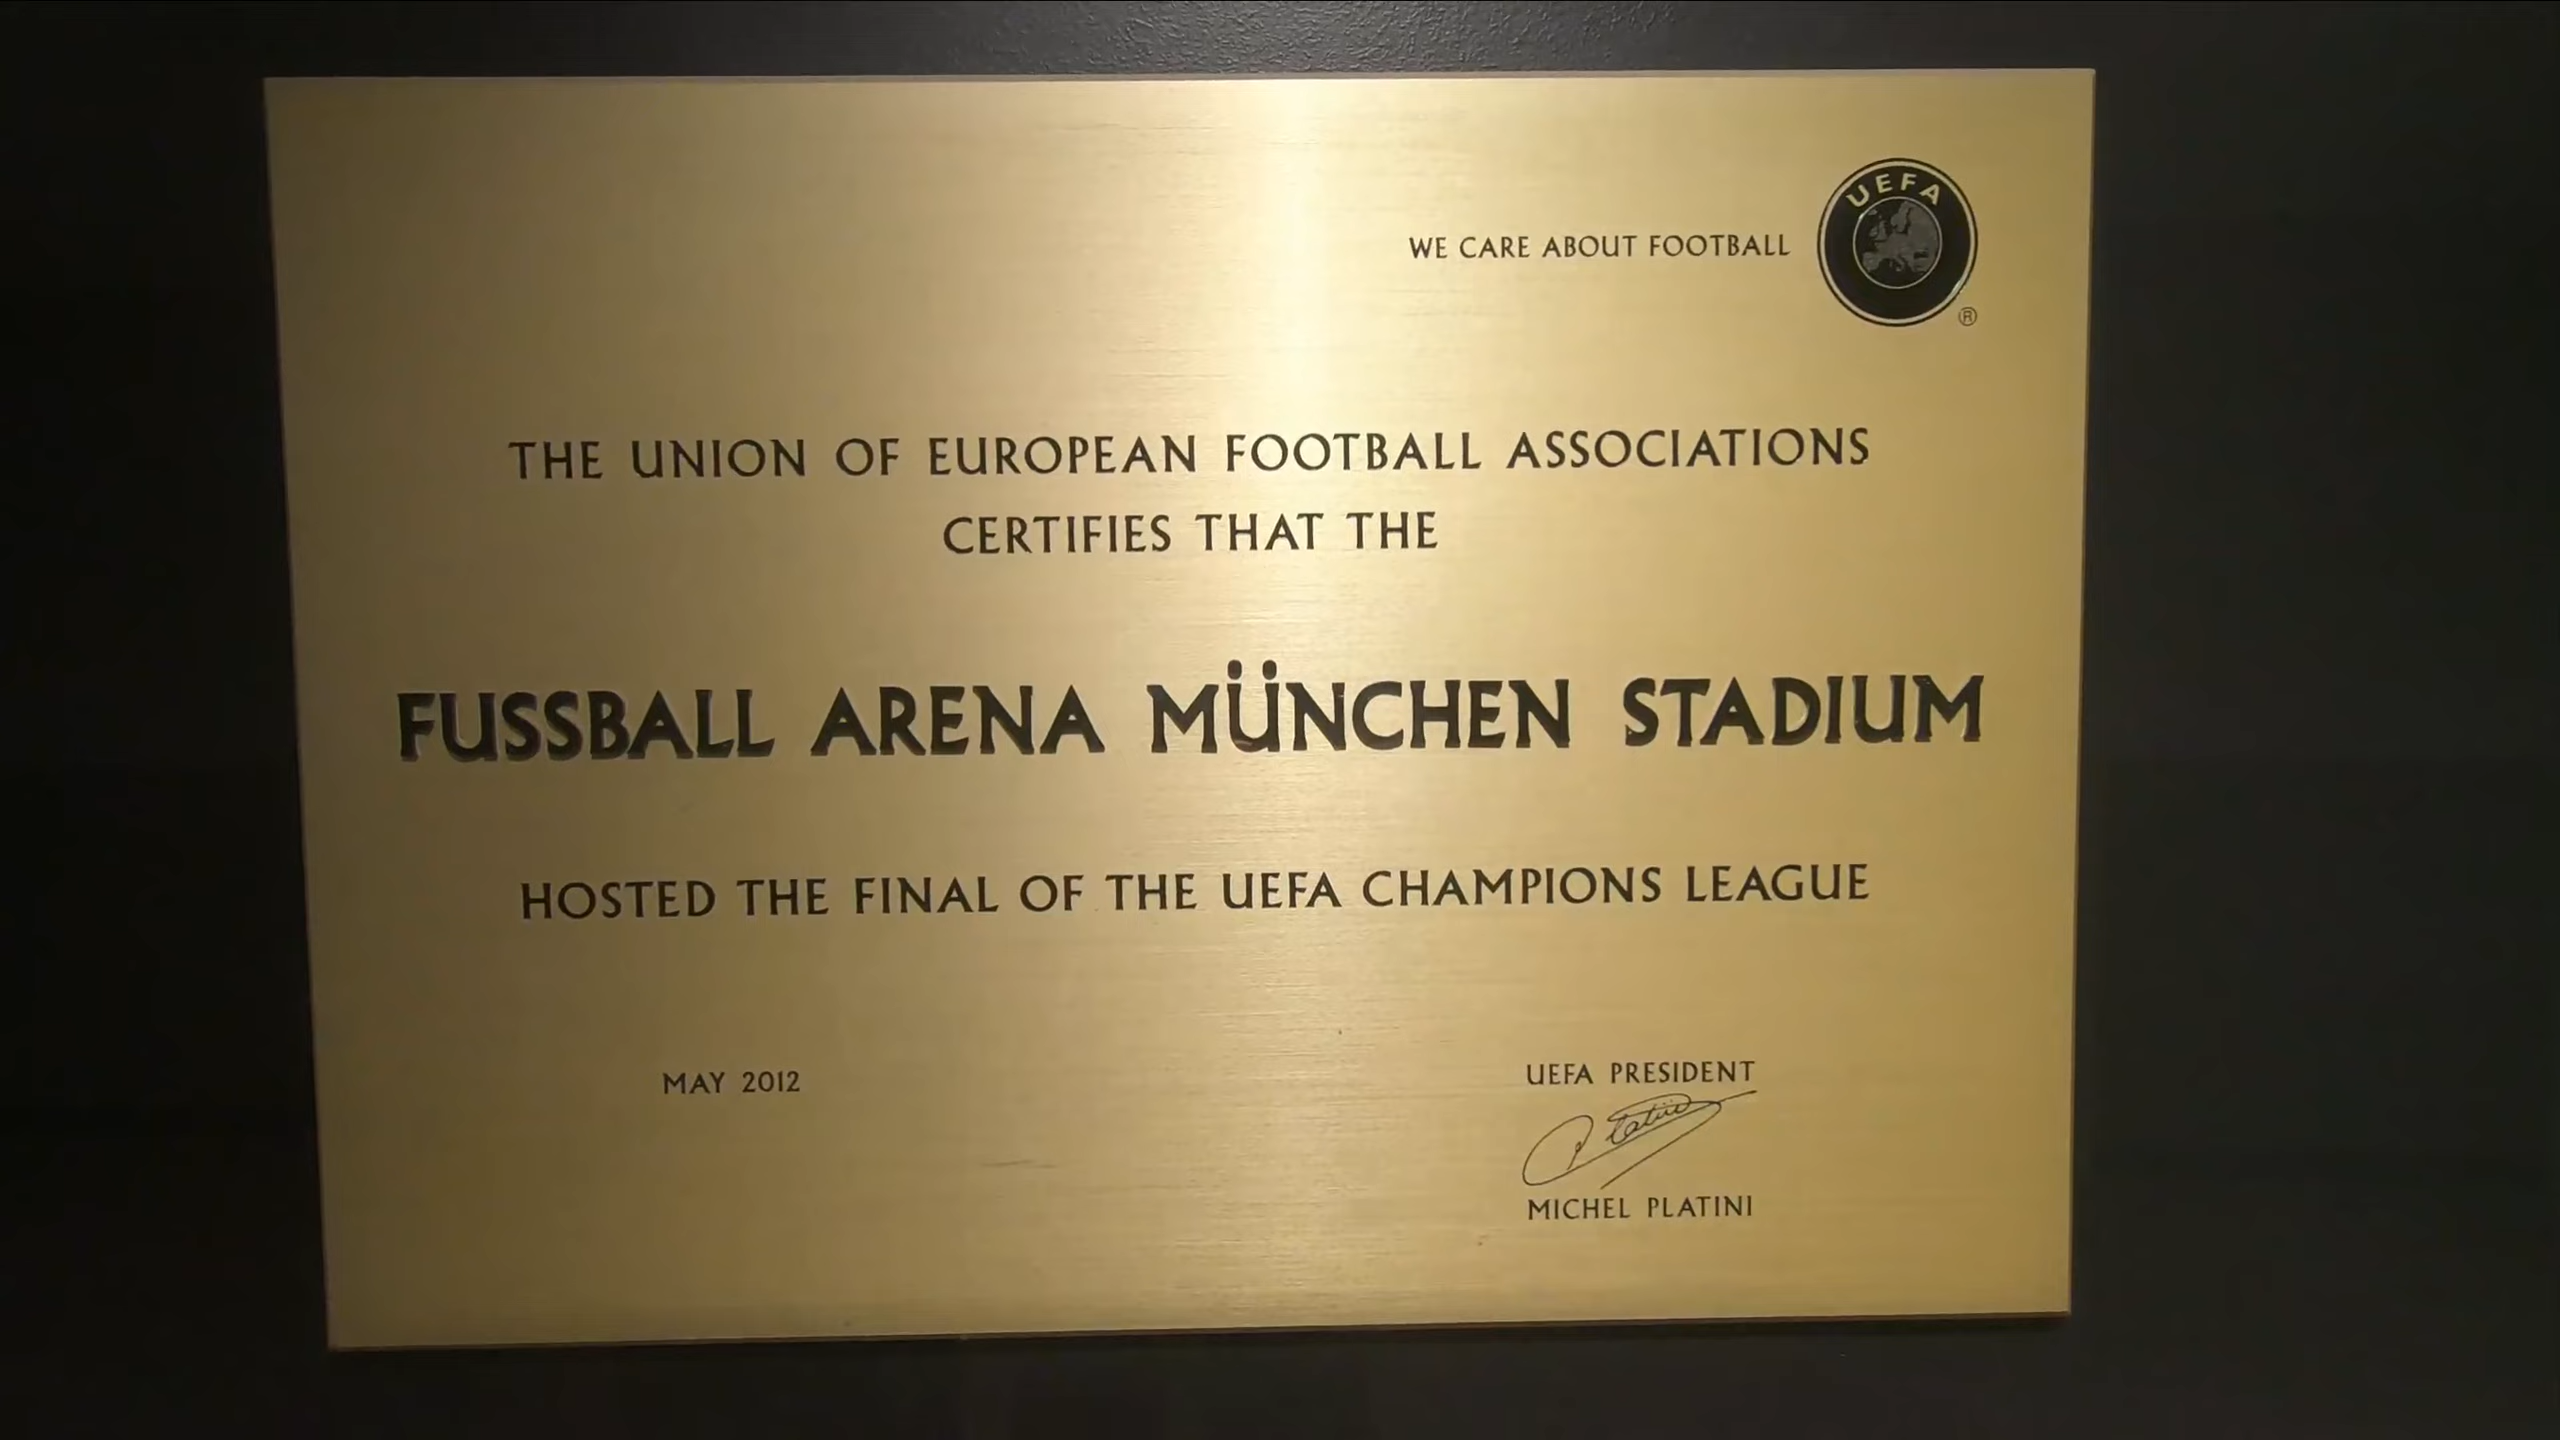 WE CARE ABOUT FOOTBALL
UEFA
®
THE UNION OF EUROPEAN FOOTBALL ASSOCIATIONS
CERTIFIES THAT THE
FUSSBALL ARENA MÜNCHEN STADIUM
HOSTED THE FINAL OF THE UEFA CHAMPIONS LEAGUE
MAY 2012
UEFA PRESIDENT
Platini
MICHEL PLATINI